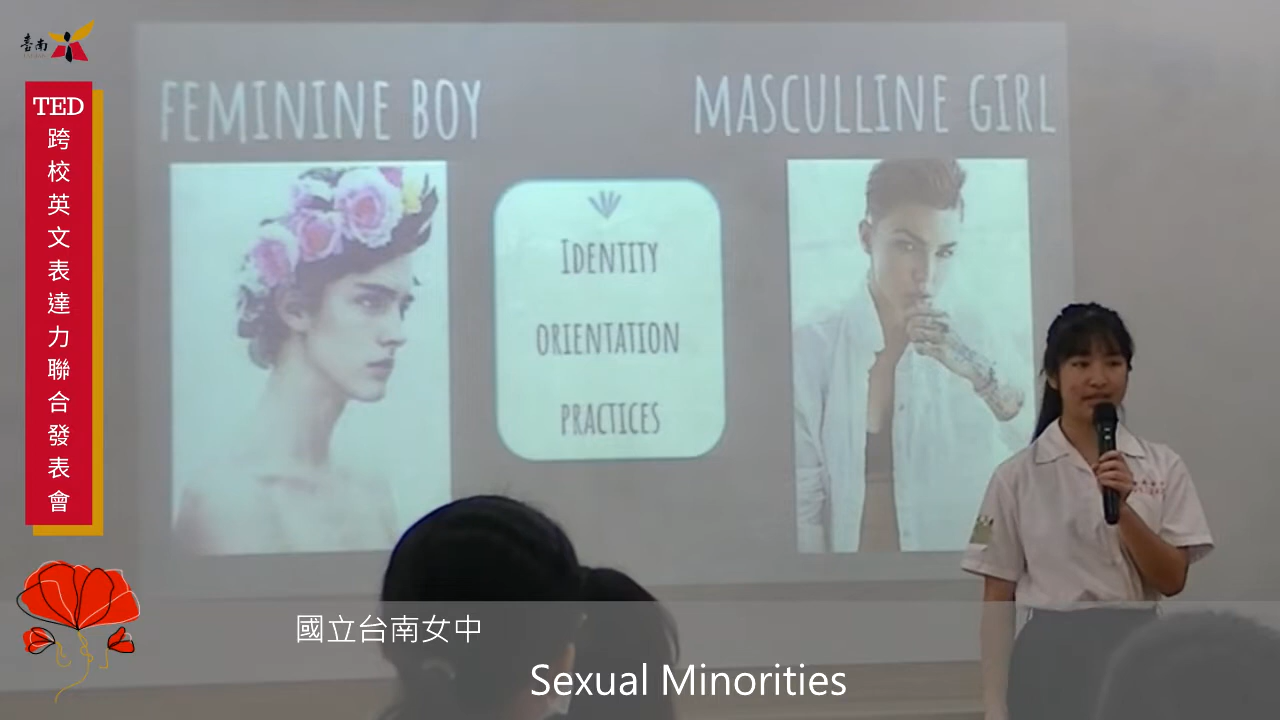 臺南
TED
跨校英文表達力聯合發表會
FEMININE BOY
MASCULLINE GIRL
IDENTITY
ORIENTATION
PRACTICES
國立台南女中
Sexual Minorities